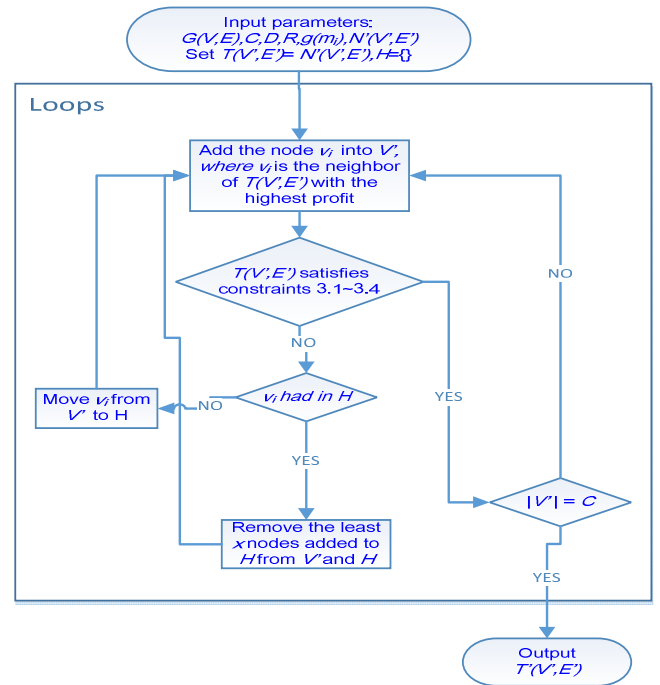 Input parameters:
G(V,E),C,D,R,g(mᵢ),N'(V',E')
Set T(V',E')= N'(V',E'),H={}
Loops
Add the node vᵢ into V',
where vᵢ is the neighbor
of T(V',E') with the
highest profit
T(V',E') satisfies
constraints 3.1~3.4
NO
NO
vᵢ had in H
YES
Move vᵢ from
V' to H
NO
YES
|V'| = C
Remove the least
x nodes added to
H from V' and H
YES
Output
T'(V',E')